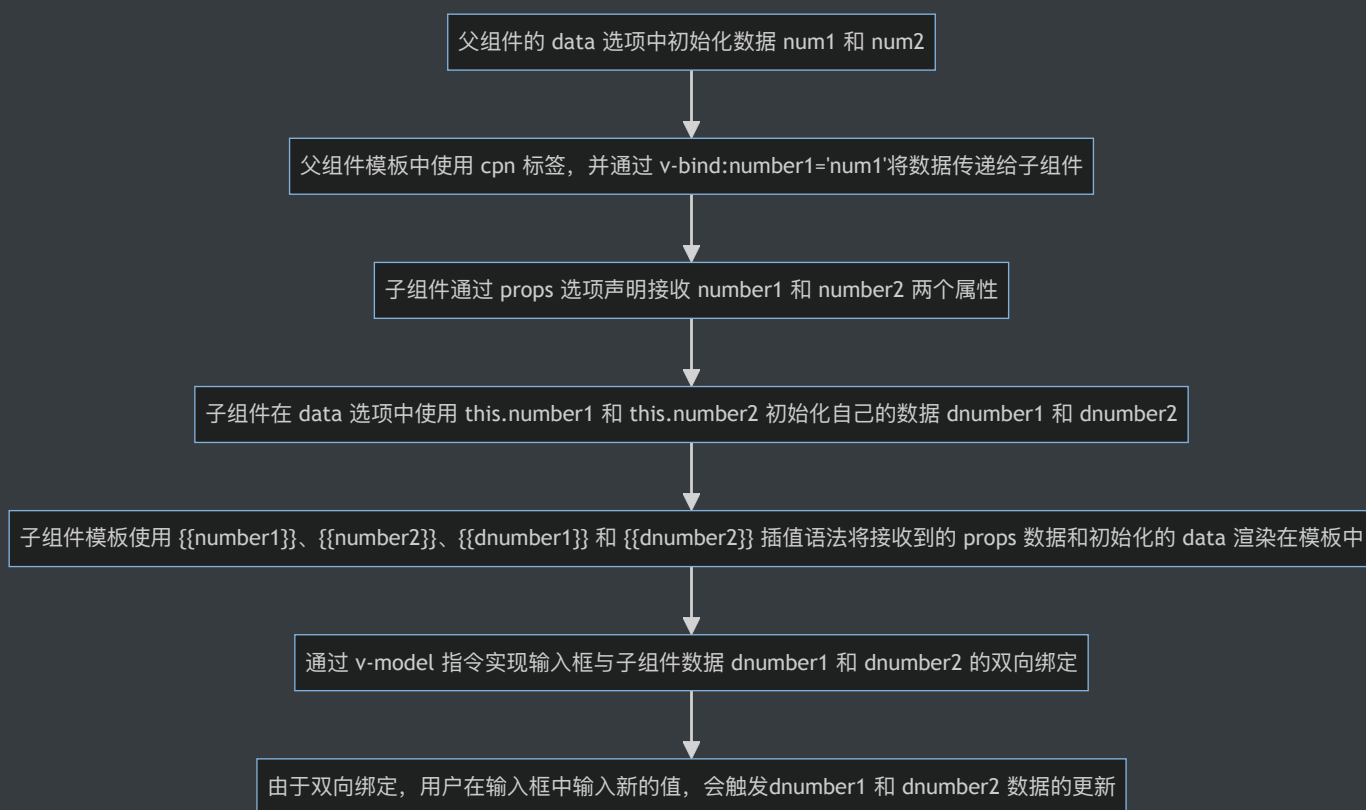 父组件的 data 选项中初始化数据 num1 和 num2
父组件模板中使用 cpn 标签，并通过 v-bind:number1='num1'将数据传递给子组件
子组件通过 props 选项声明接收 number1 和 number2 两个属性
子组件在 data 选项中使用 this.number1 和 this.number2 初始化自己的数据 dnumber1 和 dnumber2
子组件模板使用 {{number1}}、{{number2}}、{{dnumber1}} 和 {{dnumber2}} 插值语法将接收到的 props 数据和初始化的 data 渲染在模板中
通过 v-model 指令实现输入框与子组件数据 dnumber1 和 dnumber2 的双向绑定
由于双向绑定，用户在输入框中输入新的值，会触发dnumber1 和 dnumber2 数据的更新